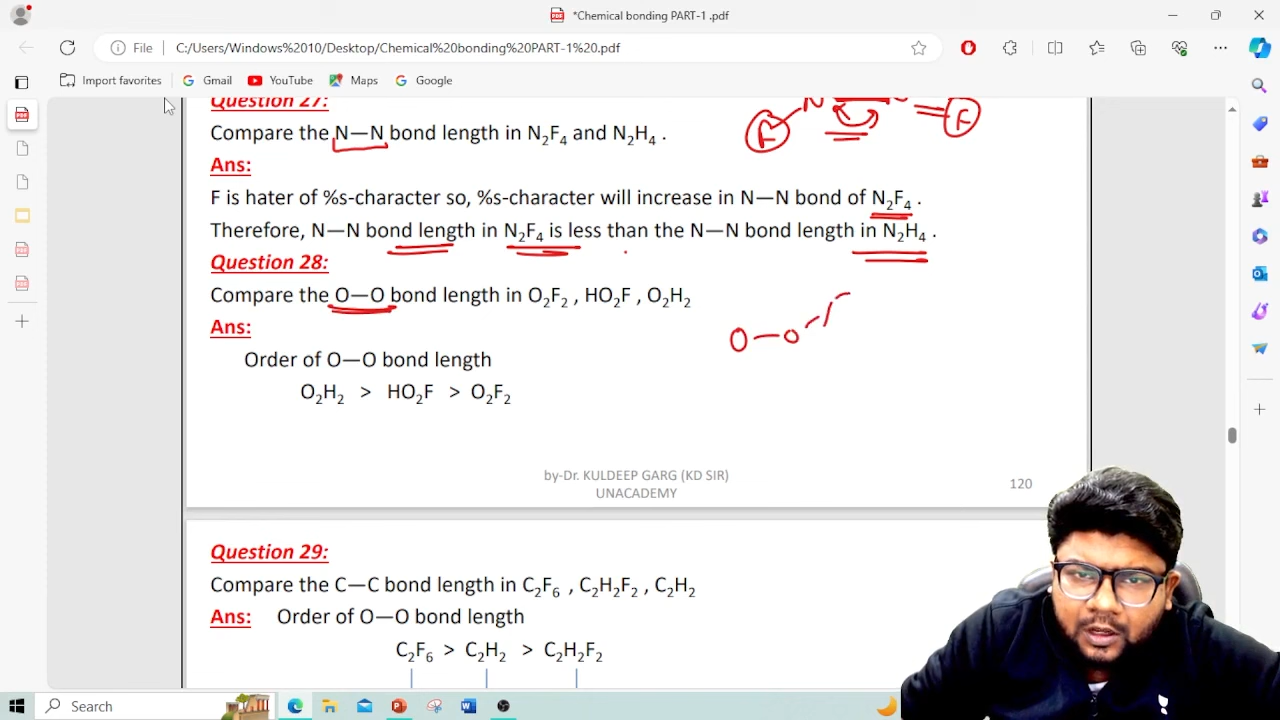 *Chemical bonding PART-1 .pdf
File
C:/Users/Windows%2010/Desktop/Chemical%20bonding%20PART-1%20.pdf
Import favorites
Gmail
YouTube
Maps
Google
Question 27:
Compare the N—N bond length in N₂F₄ and N₂H₄ .
F
N
F
Ans:
F is hater of %s-character so, %s-character will increase in N—N bond of N₂F₄ .
Therefore, N—N bond length in N₂F₄ is less than the N—N bond length in N₂H₄ .
Question 28:
Compare the O—O bond length in O₂F₂ , HO₂F , O₂H₂
O—O
Ans:
Order of O—O bond length
O₂H₂ > HO₂F > O₂F₂
by-Dr. KULDEEP GARG (KD SIR)
UNACADEMY
120
Question 29:
Compare the C—C bond length in C₂F₆ , C₂H₂F₂ , C₂H₂
Ans: Order of O—O bond length
C₂F₆ > C₂H₂ > C₂H₂F₂
Search